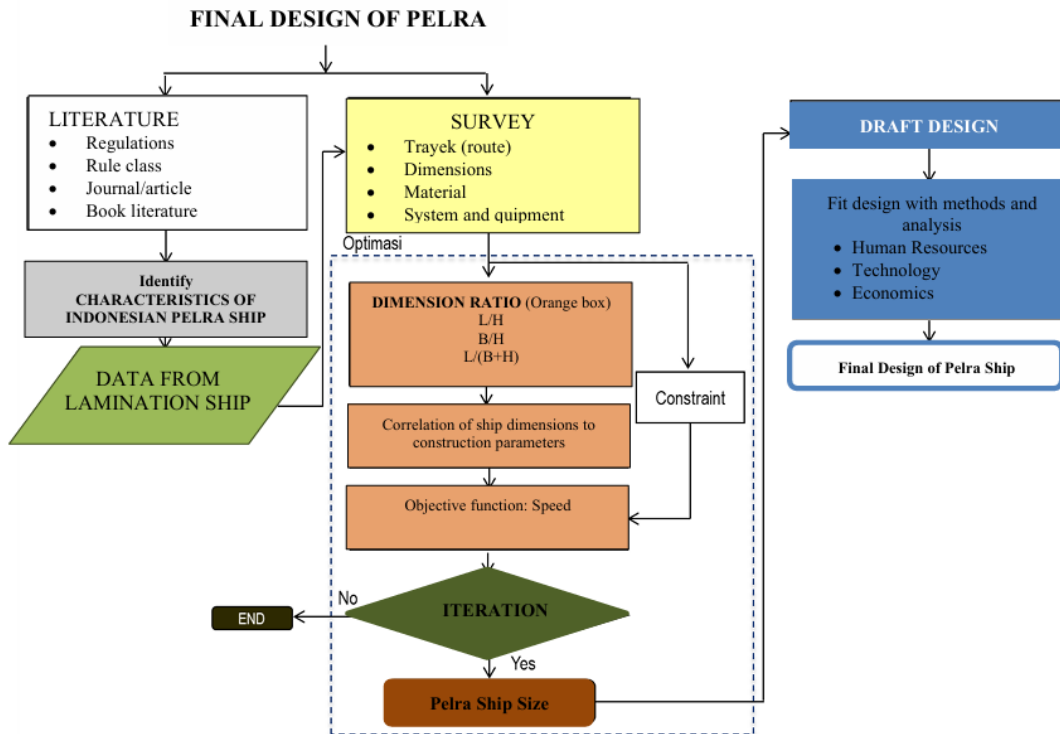 FINAL DESIGN OF PELRA
LITERATURE
• Regulations
• Rule class
• Journal/article
• Book literature
Identify
CHARACTERISTICS OF
INDONESIAN PELRA SHIP
DATA FROM
LAMINATION SHIP
SURVEY
• Trayek (route)
• Dimensions
• Material
• System and quipment
Optimasi
DIMENSION RATIO (Orange box)
L/H
B/H
L/(B+H)
Constraint
Correlation of ship dimensions to
construction parameters
Objective function: Speed
ITERATION
No
END
Yes
Pelra Ship Size
DRAFT DESIGN
Fit design with methods and
analysis
• Human Resources
• Technology
• Economics
Final Design of Pelra Ship